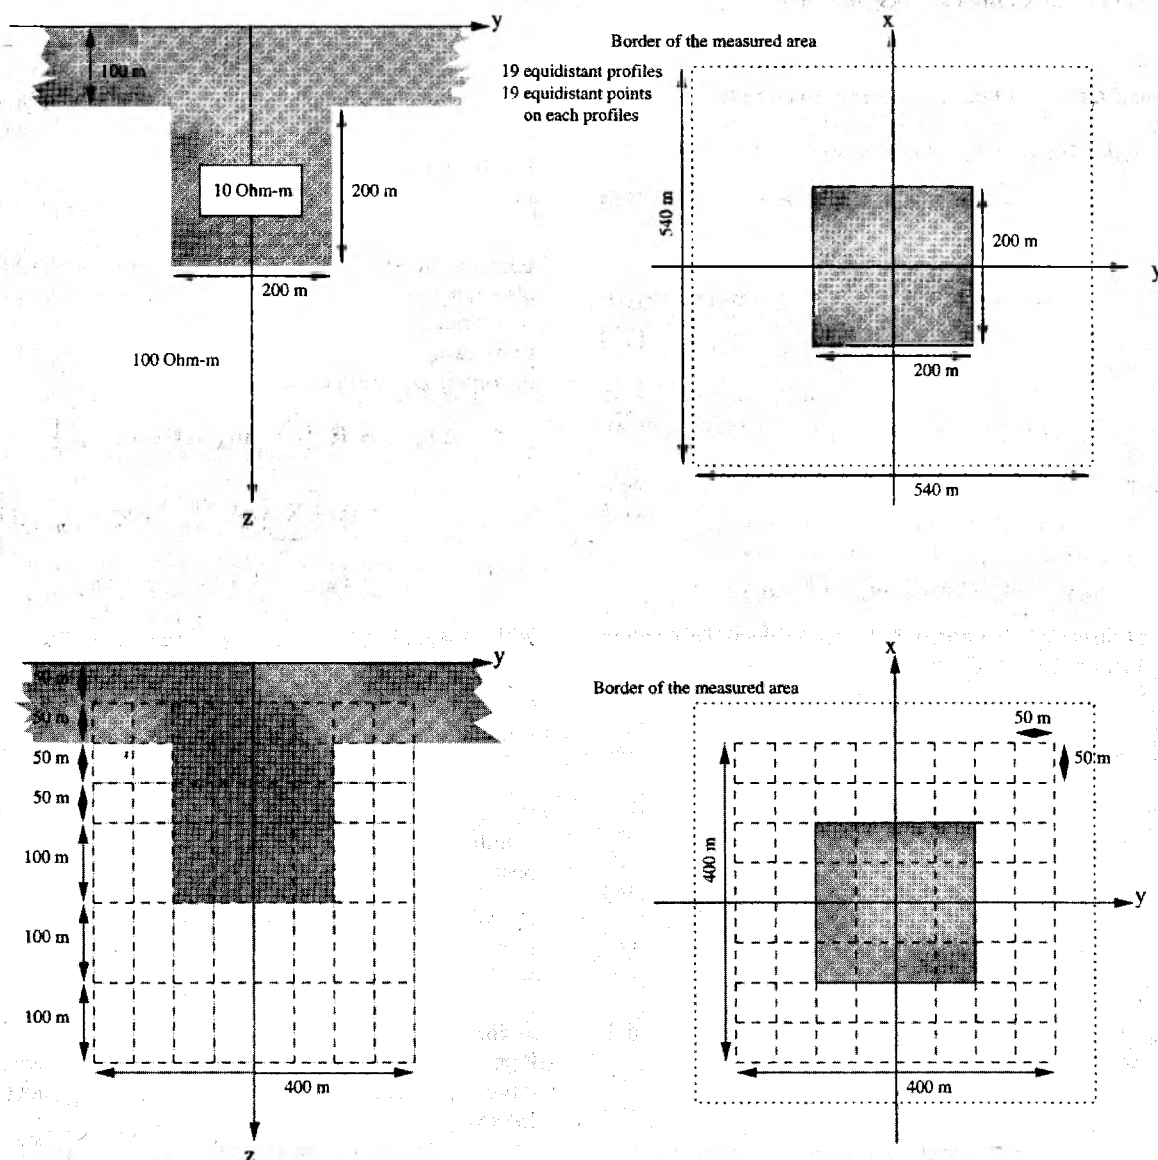 y
100 m
10 Ohm-m
200 m
200 m
100 Ohm-m
z
x
Border of the measured area
19 equidistant profiles
19 equidistant points
on each profiles
540 m
200 m
y
200 m
540 m
y
50 m
50 m
50 m
50 m
100 m
100 m
100 m
400 m
z
x
Border of the measured area
50 m
50 m
400 m
y
400 m